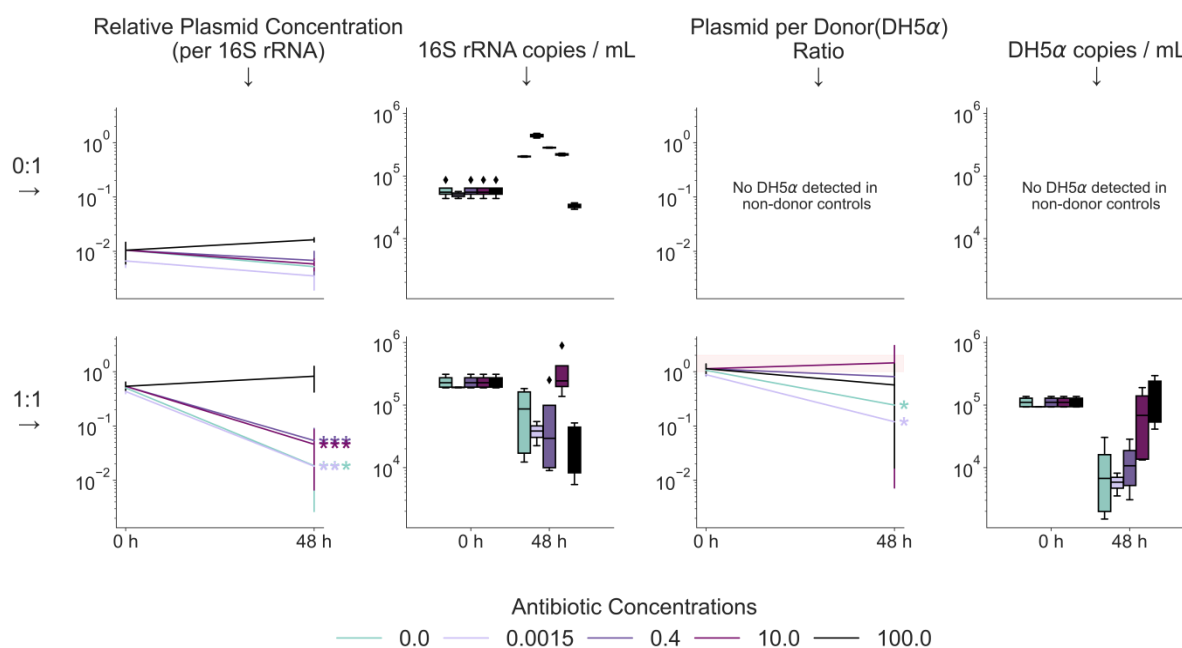 Relative Plasmid Concentration
(per 16S rRNA)
↓
16S rRNA copies / mL
↓
Plasmid per Donor(DH5α)
Ratio
↓
DH5α copies / mL
↓
0:1
→
10⁰
10⁻¹
10⁻²
10⁶
10⁵
10⁴
10⁰
10⁻¹
10⁻²
No DH5α detected in
non-donor controls
10⁶
10⁵
10⁴
No DH5α detected in
non-donor controls
1:1
→
10⁰
10⁻¹
10⁻²
***
***
0 h
48 h
10⁶
10⁵
10⁴
0 h
48 h
10⁰
10⁻¹
10⁻²
*
*
0 h
48 h
10⁶
10⁵
10⁴
0 h
48 h
Antibiotic Concentrations
0.0
0.0015
0.4
10.0
100.0